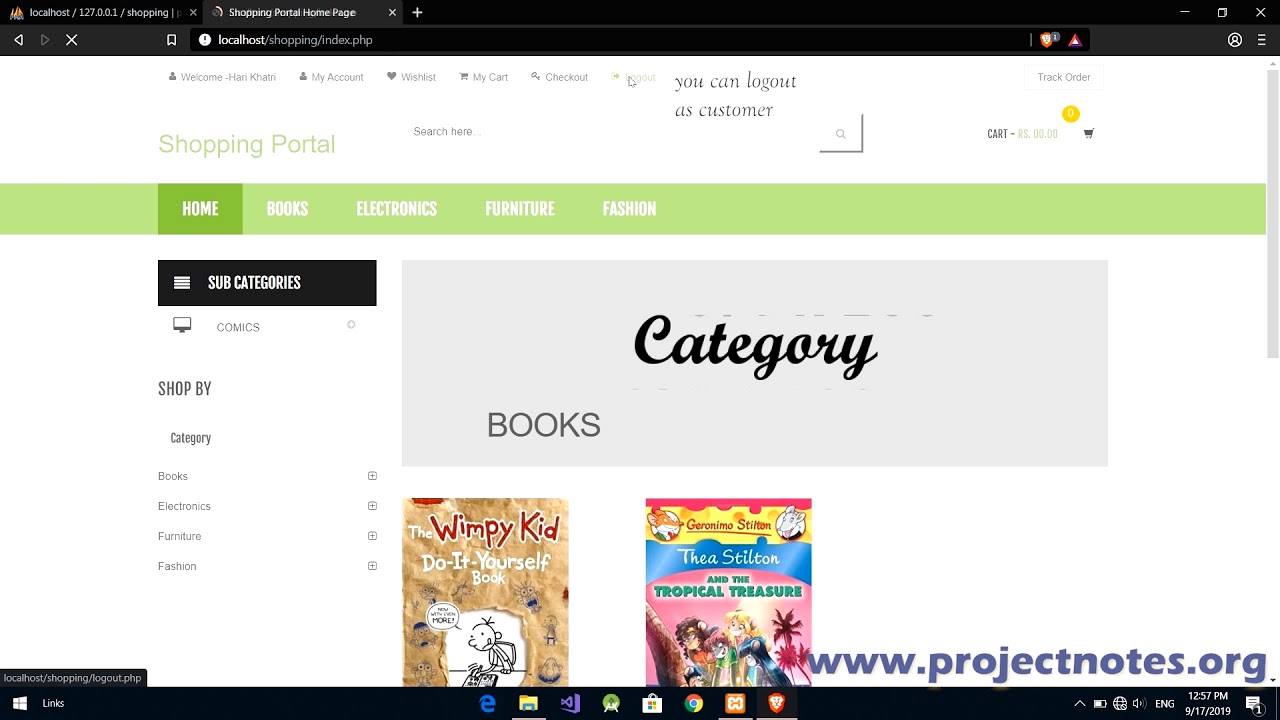 localhost / 127.0.0.1 / shopping | p
Shopping Portal Home Page
localhost/shopping/index.php
1
Welcome -Hari Khatri
My Account
Wishlist
My Cart
Checkout
Logout
you can logout
as customer
Track Order
Shopping Portal
Search here...
CART - RS. 00.00
0
HOME
BOOKS
ELECTRONICS
FURNITURE
FASHION
SUB CATEGORIES
COMICS
SHOP BY
Category
Books
Electronics
Furniture
Fashion
Category
BOOKS
The Wimpy Kid
Do-It-Yourself
Book
NOW
WITH EVEN
MORE!
Geronimo Stilton
Thea Stilton
AND THE
TROPICAL TREASURE
www.projectnotes.org
localhost/shopping/logout.php
Links
ENG
12:57 PM
9/17/2019
1